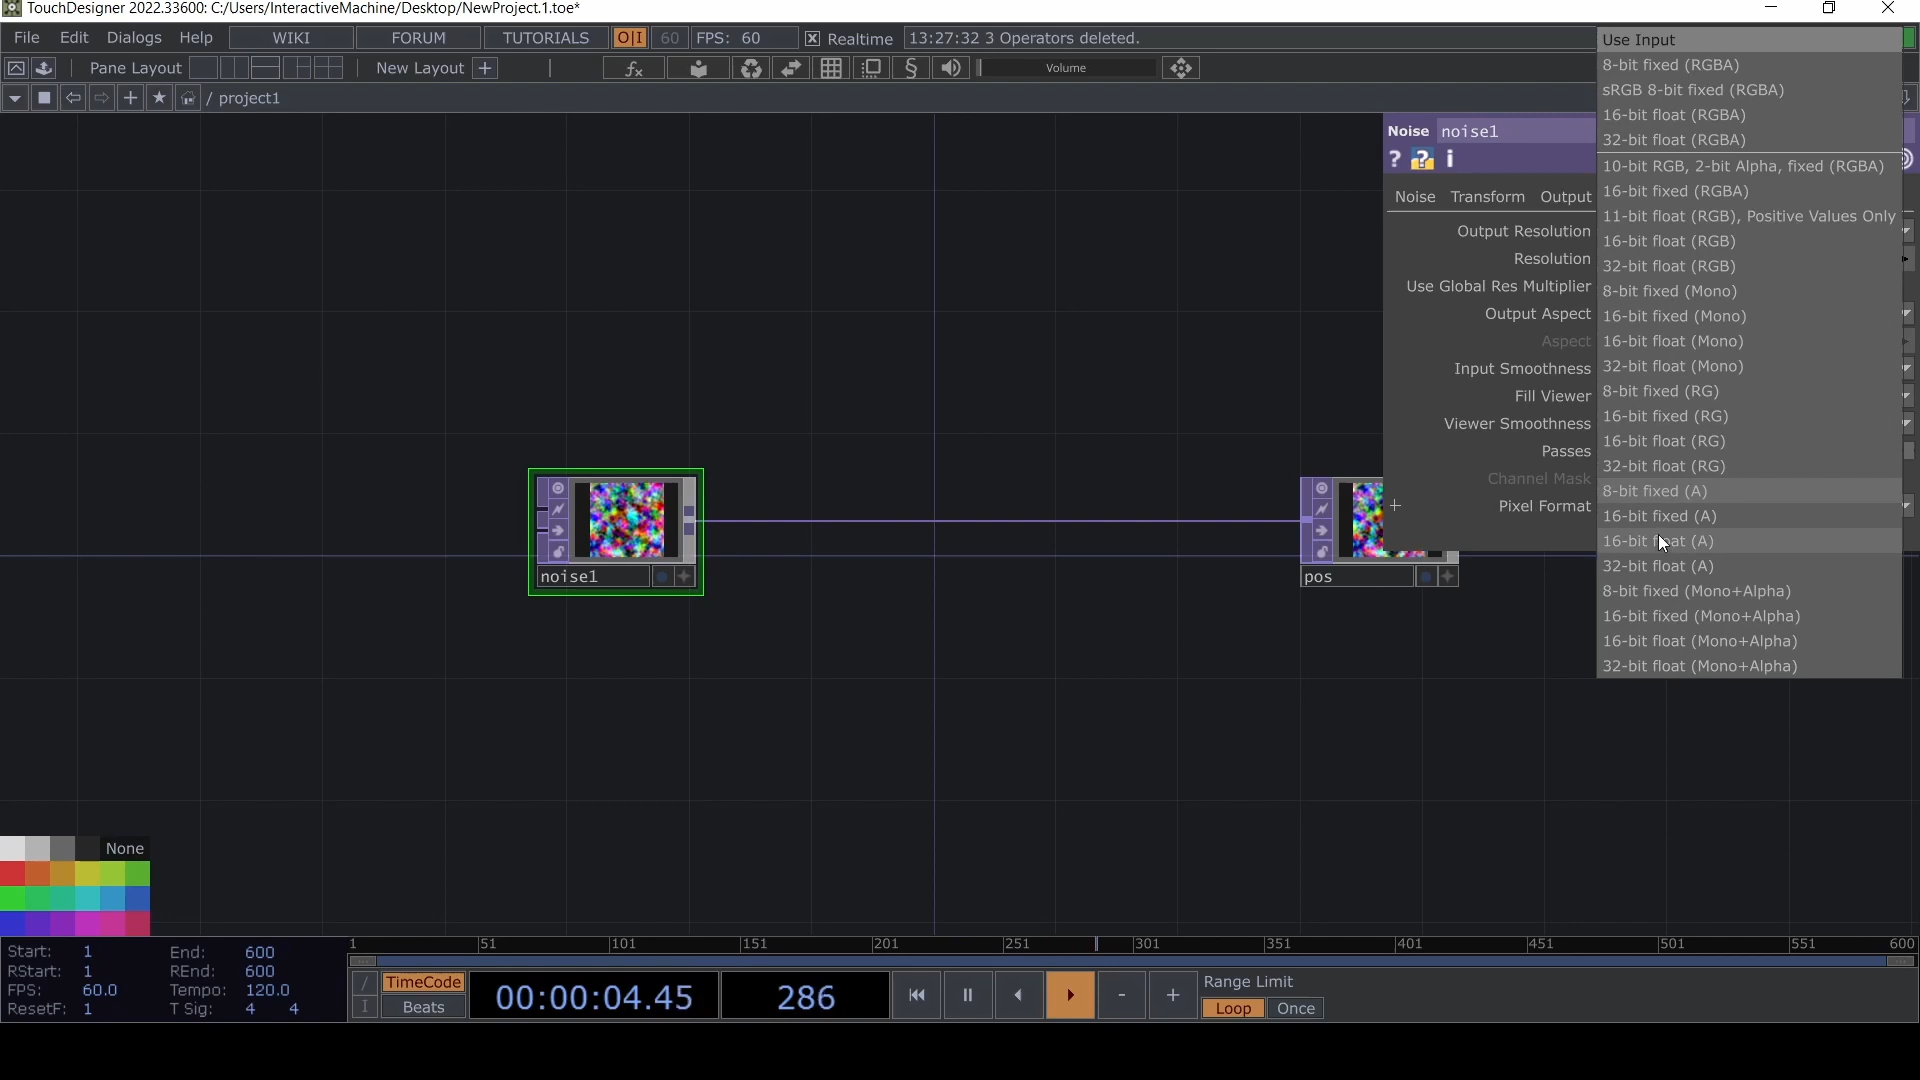 TouchDesigner 2022.33600: C:/Users/InteractiveMachine/Desktop/NewProject.1.toe*
File Edit Dialogs Help WIKI FORUM TUTORIALS O|I 60 FPS: 60 Realtime 13:27:32 3 Operators deleted.
Pane Layout New Layout + Volume
/ project1
Noise noise1
? ? i
Noise Transform Output
Output Resolution
Resolution
Use Global Res Multiplier
Output Aspect
Aspect
Input Smoothness
Fill Viewer
Viewer Smoothness
Passes
Channel Mask
+ Pixel Format
Use Input
8-bit fixed (RGBA)
sRGB 8-bit fixed (RGBA)
16-bit float (RGBA)
32-bit float (RGBA)
10-bit RGB, 2-bit Alpha, fixed (RGBA)
16-bit fixed (RGBA)
11-bit float (RGB), Positive Values Only
16-bit float (RGB)
32-bit float (RGB)
8-bit fixed (Mono)
16-bit fixed (Mono)
16-bit float (Mono)
32-bit float (Mono)
8-bit fixed (RG)
16-bit fixed (RG)
16-bit float (RG)
32-bit float (RG)
8-bit fixed (A)
16-bit fixed (A)
16-bit float (A)
32-bit float (A)
8-bit fixed (Mono+Alpha)
16-bit fixed (Mono+Alpha)
16-bit float (Mono+Alpha)
32-bit float (Mono+Alpha)
noise1
pos
None
1 51 101 151 201 251 301 351 401 451 501 551 600
Start: 1 End: 600
RStart: 1 REnd: 600
FPS: 60.0 Tempo: 120.0
ResetF: 1 T Sig: 4 4
/ TimeCode
I Beats
00:00:04.45
286
- +
Range Limit
Loop Once